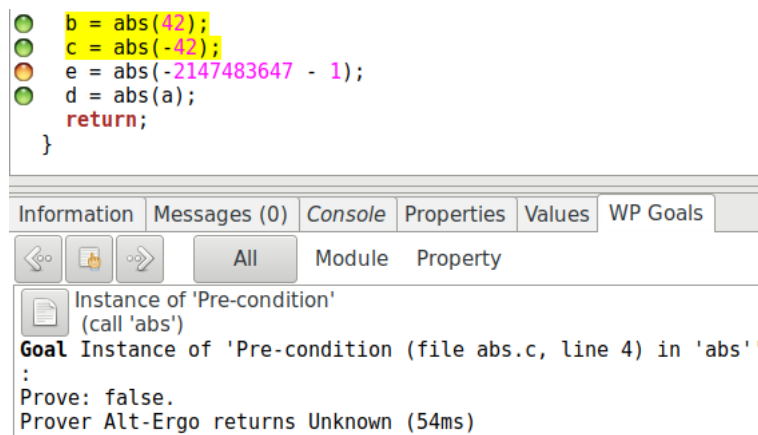 b = abs(42);
c = abs(-42);
e = abs(-2147483647 - 1);
d = abs(a);
return;
}
Information Messages (0) Console Properties Values WP Goals
All Module Property
Instance of 'Pre-condition'
(call 'abs')
Goal Instance of 'Pre-condition (file abs.c, line 4) in 'abs''
:
Prove: false.
Prover Alt-Ergo returns Unknown (54ms)